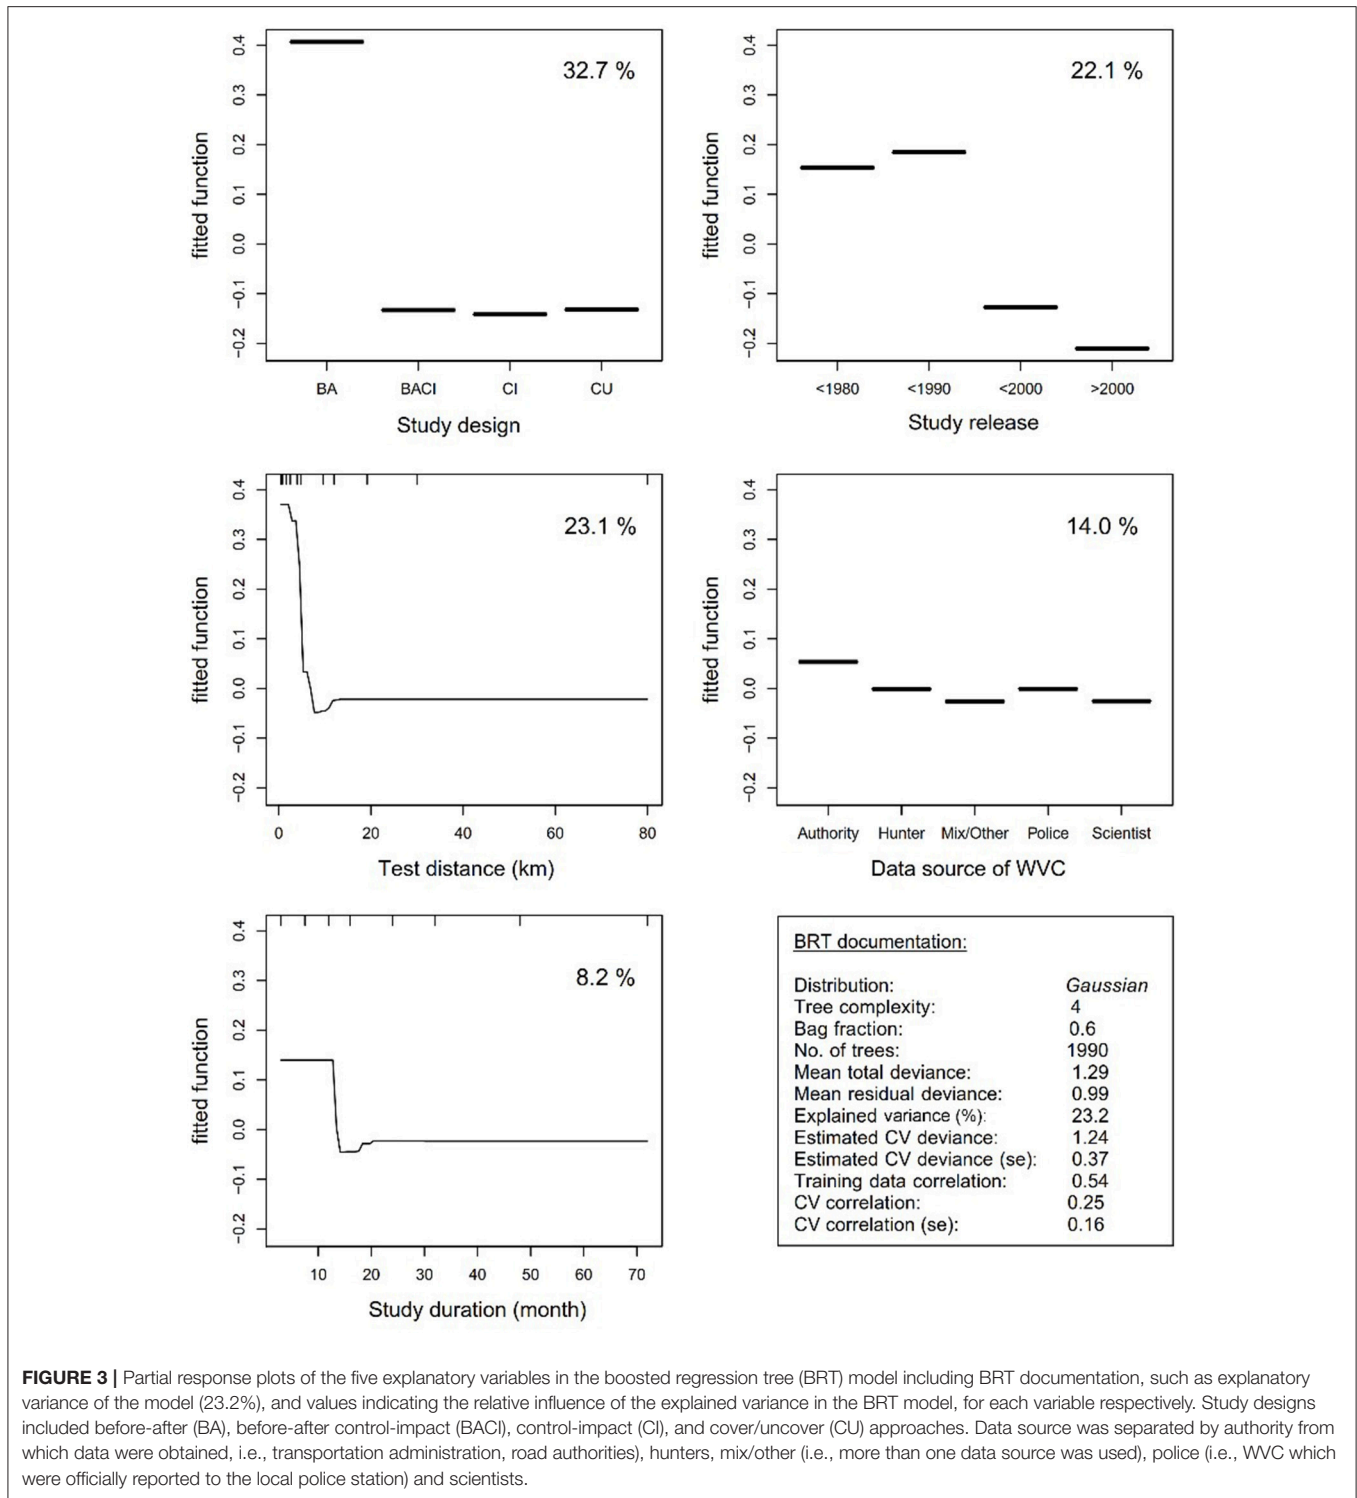 32.7 %
fitted function
0.4
0.3
0.2
0.1
0.0
−0.1
−0.2
BA BACI CI CU
Study design
22.1 %
fitted function
0.4
0.3
0.2
0.1
0.0
−0.1
−0.2
<1980 <1990 <2000 >2000
Study release
23.1 %
fitted function
0.4
0.3
0.2
0.1
0.0
−0.1
−0.2
0 20 40 60 80
Test distance (km)
14.0 %
fitted function
0.4
0.3
0.2
0.1
0.0
−0.1
−0.2
Authority Hunter Mix/Other Police Scientist
Data source of WVC
8.2 %
fitted function
0.4
0.3
0.2
0.1
0.0
−0.1
−0.2
10 20 30 40 50 60 70
Study duration (month)
BRT documentation:
Distribution: Gaussian
Tree complexity: 4
Bag fraction: 0.6
No. of trees: 1990
Mean total deviance: 1.29
Mean residual deviance: 0.99
Explained variance (%): 23.2
Estimated CV deviance: 1.24
Estimated CV deviance (se): 0.37
Training data correlation: 0.54
CV correlation: 0.25
CV correlation (se): 0.16
FIGURE 3 | Partial response plots of the five explanatory variables in the boosted regression tree (BRT) model including BRT documentation, such as explanatory
variance of the model (23.2%), and values indicating the relative influence of the explained variance in the BRT model, for each variable respectively. Study designs
included before-after (BA), before-after control-impact (BACI), control-impact (CI), and cover/uncover (CU) approaches. Data source was separated by authority from
which data were obtained, i.e., transportation administration, road authorities), hunters, mix/other (i.e., more than one data source was used), police (i.e., WVC which
were officially reported to the local police station) and scientists.